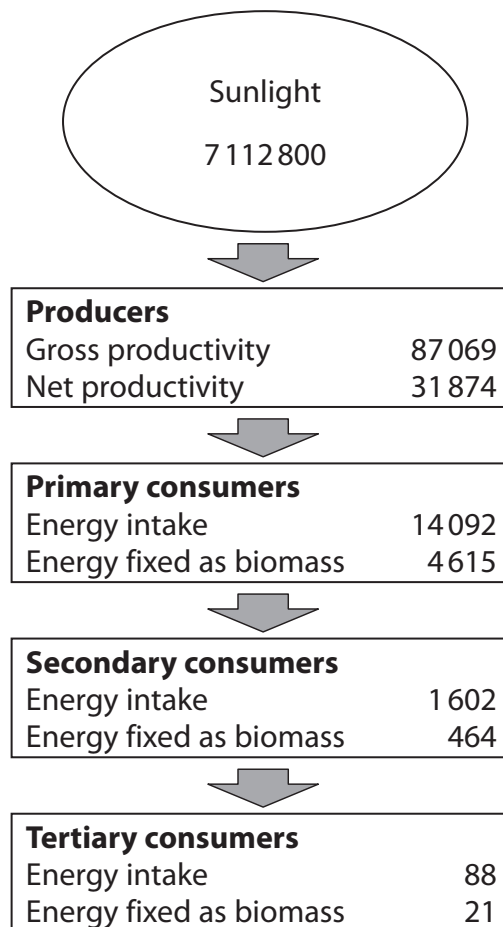 Sunlight
7 112 800
Producers
Gross productivity 87 069
Net productivity 31 874
Primary consumers
Energy intake 14 092
Energy fixed as biomass 4 615
Secondary consumers
Energy intake 1 602
Energy fixed as biomass 464
Tertiary consumers
Energy intake 88
Energy fixed as biomass 21